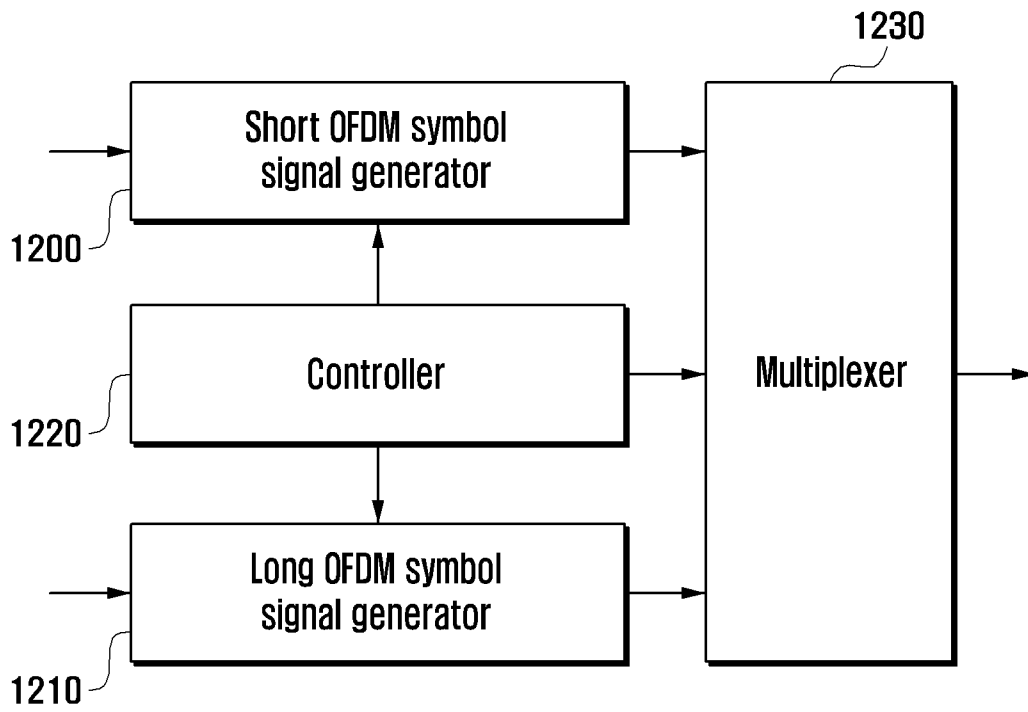 1230
Short OFDM symbol
signal generator
1200
Controller
Multiplexer
1220
Long OFDM symbol
signal generator
1210